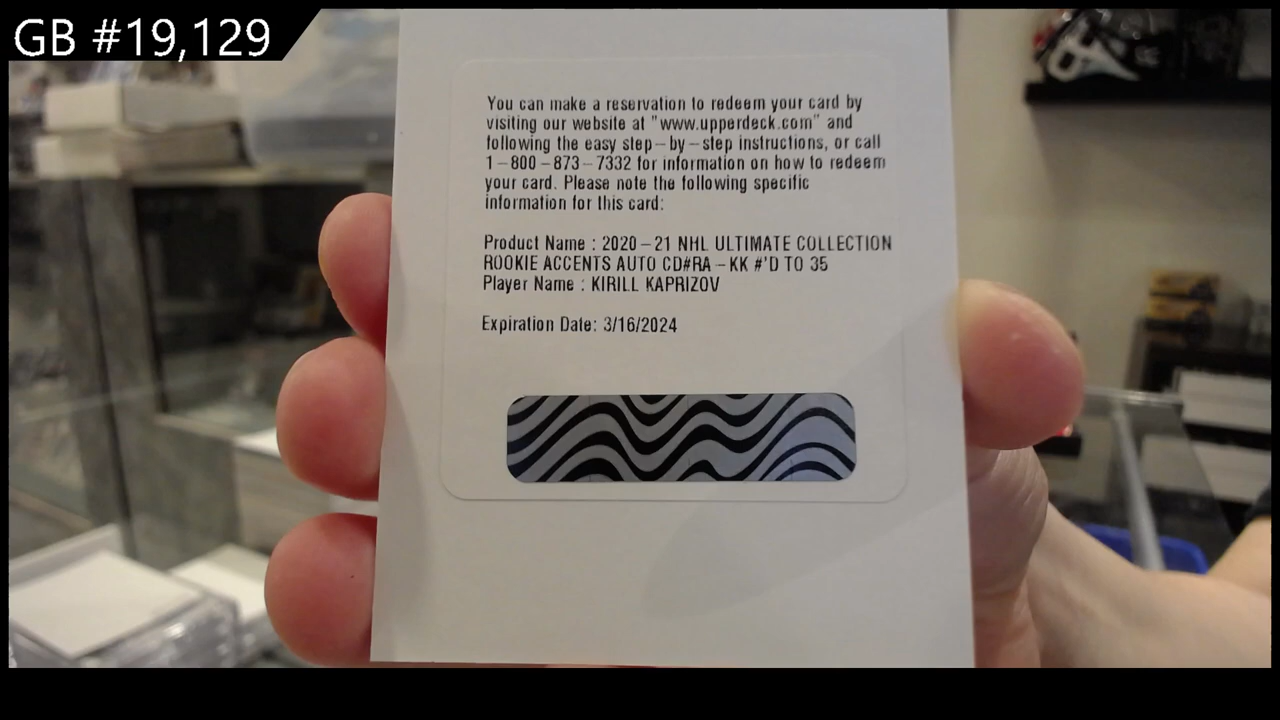 GB #19,129
You can make a reservation to redeem your card by
visiting our website at "www.upperdeck.com" and
following the easy step-by-step instructions, or call
1-800-873-7332 for information on how to redeem
your card. Please note the following specific
information for this card:
Product Name : 2020-21 NHL ULTIMATE COLLECTION
ROOKIE ACCENTS AUTO CD#RA-KK #'D TO 35
Player Name : KIRILL KAPRIZOV
Expiration Date: 3/16/2024